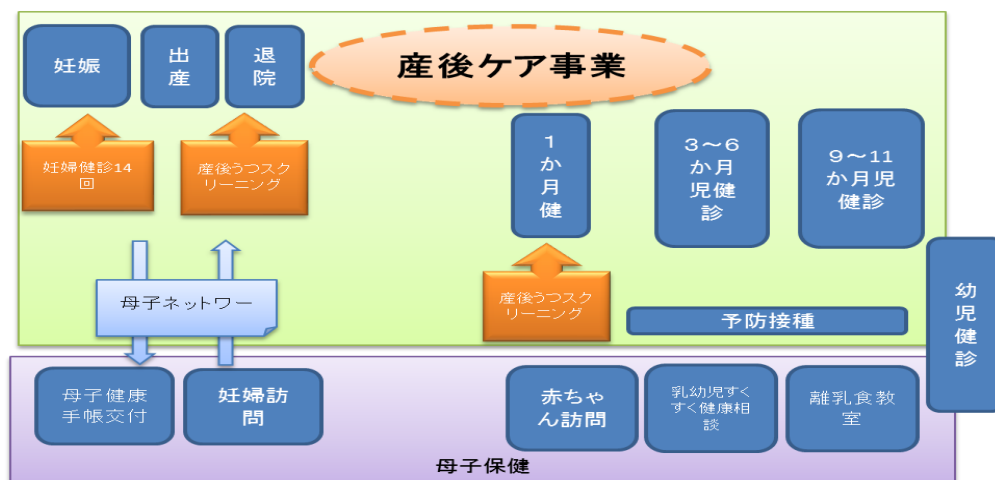 妊娠
出
産
退
院
産後ケア事業
妊婦健診14
回
産後うつスク
リーニング
1
か
月
健
3～6
か月
児健
診
9～11
か月児
健診
産後うつスク
リーニング
母子ネットワー
予防接種
幼
児
健
診
母子健康
手帳交付
妊婦訪
問
赤ちゃ
ん訪問
乳幼児すく
すく健康相
談
離乳食教
室
母子保健